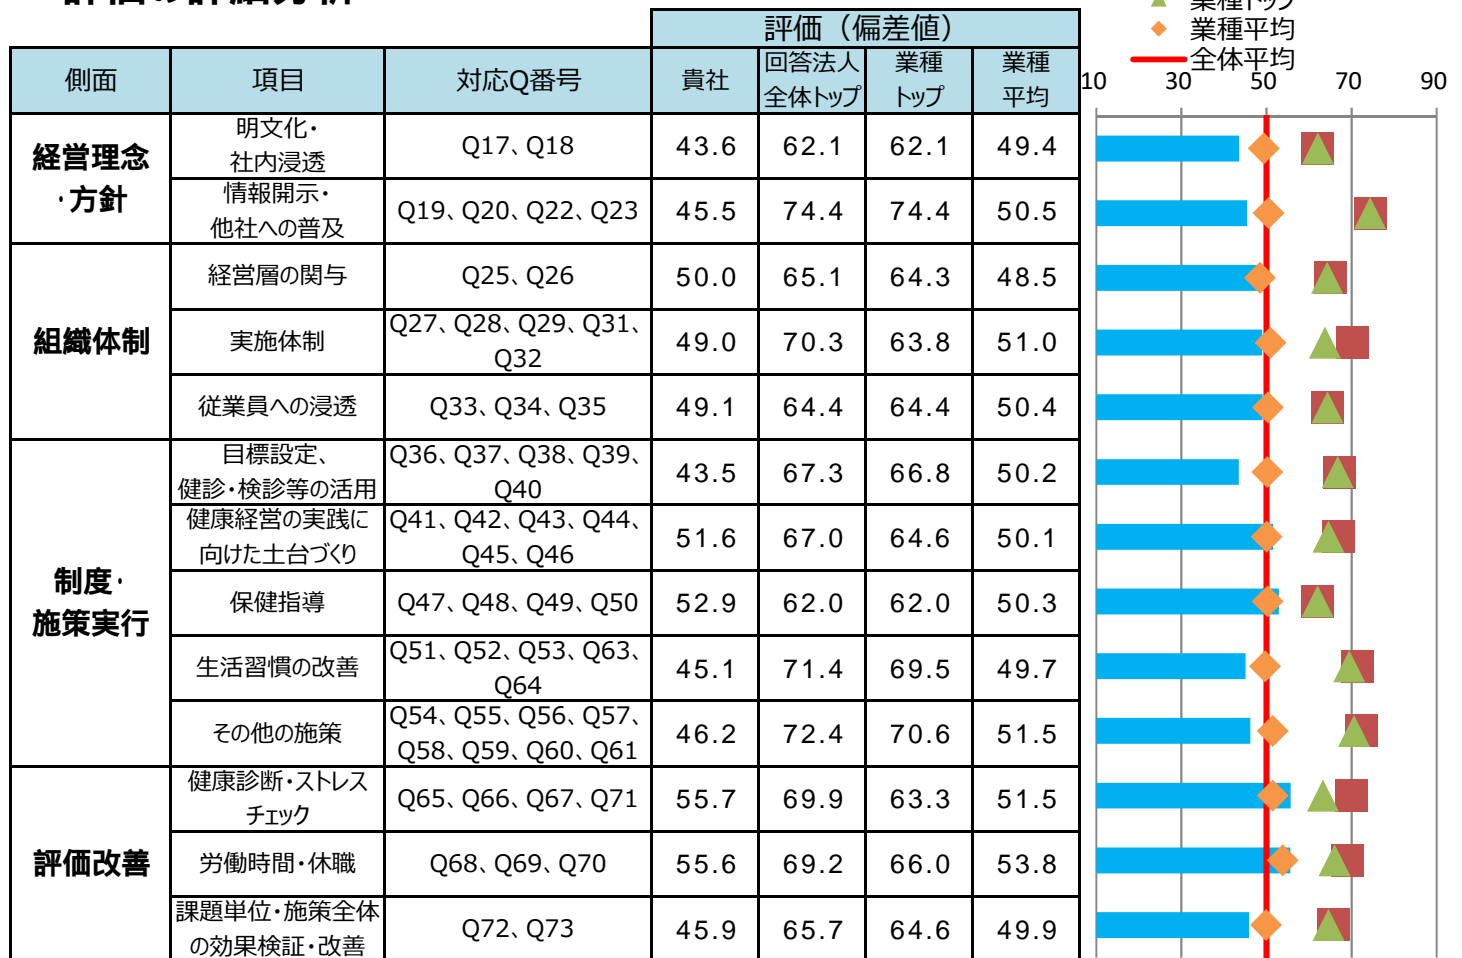 評価の詳細分析
業種トップ
業種平均
全体平均
評価（偏差値）
側面 項目 対応Q番号 貴社 回答法人 業種 業種
全体トップ トップ 平均
10 30 50 70 90
経営理念
・方針
明文化・
社内浸透
Q17、Q18 43.6 62.1 62.1 49.4
情報開示・
他社への普及
Q19、Q20、Q22、Q23 45.5 74.4 74.4 50.5
組織体制
経営層の関与 Q25、Q26 50.0 65.1 64.3 48.5
実施体制
Q27、Q28、Q29、Q31、
Q32
49.0 70.3 63.8 51.0
従業員への浸透 Q33、Q34、Q35 49.1 64.4 64.4 50.4
制度・
施策実行
目標設定、
健診・検診等の活用
Q36、Q37、Q38、Q39、
Q40
43.5 67.3 66.8 50.2
健康経営の実践に
向けた土台づくり
Q41、Q42、Q43、Q44、
Q45、Q46
51.6 67.0 64.6 50.1
保健指導 Q47、Q48、Q49、Q50 52.9 62.0 62.0 50.3
生活習慣の改善
Q51、Q52、Q53、Q63、
Q64
45.1 71.4 69.5 49.7
その他の施策
Q54、Q55、Q56、Q57、
Q58、Q59、Q60、Q61
46.2 72.4 70.6 51.5
評価改善
健康診断・ストレス
チェック
Q65、Q66、Q67、Q71 55.7 69.9 63.3 51.5
労働時間・休職 Q68、Q69、Q70 55.6 69.2 66.0 53.8
課題単位・施策全体
の効果検証・改善
Q72、Q73 45.9 65.7 64.6 49.9